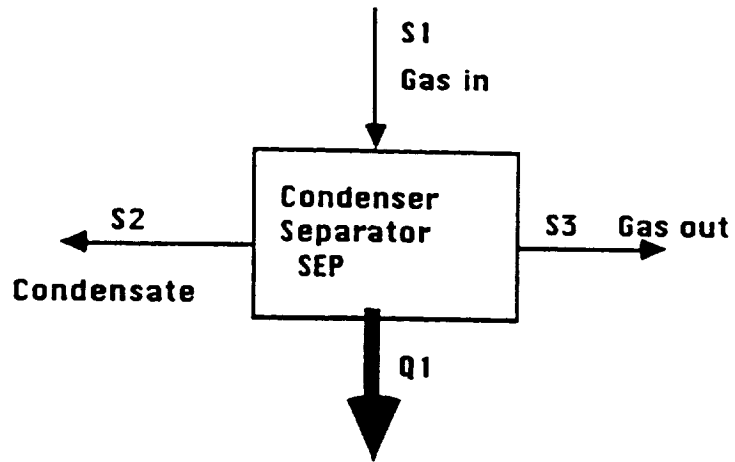 S1
Gas in
Condenser
Separator
SEP
S2
Condensate
S3 Gas out
Q1